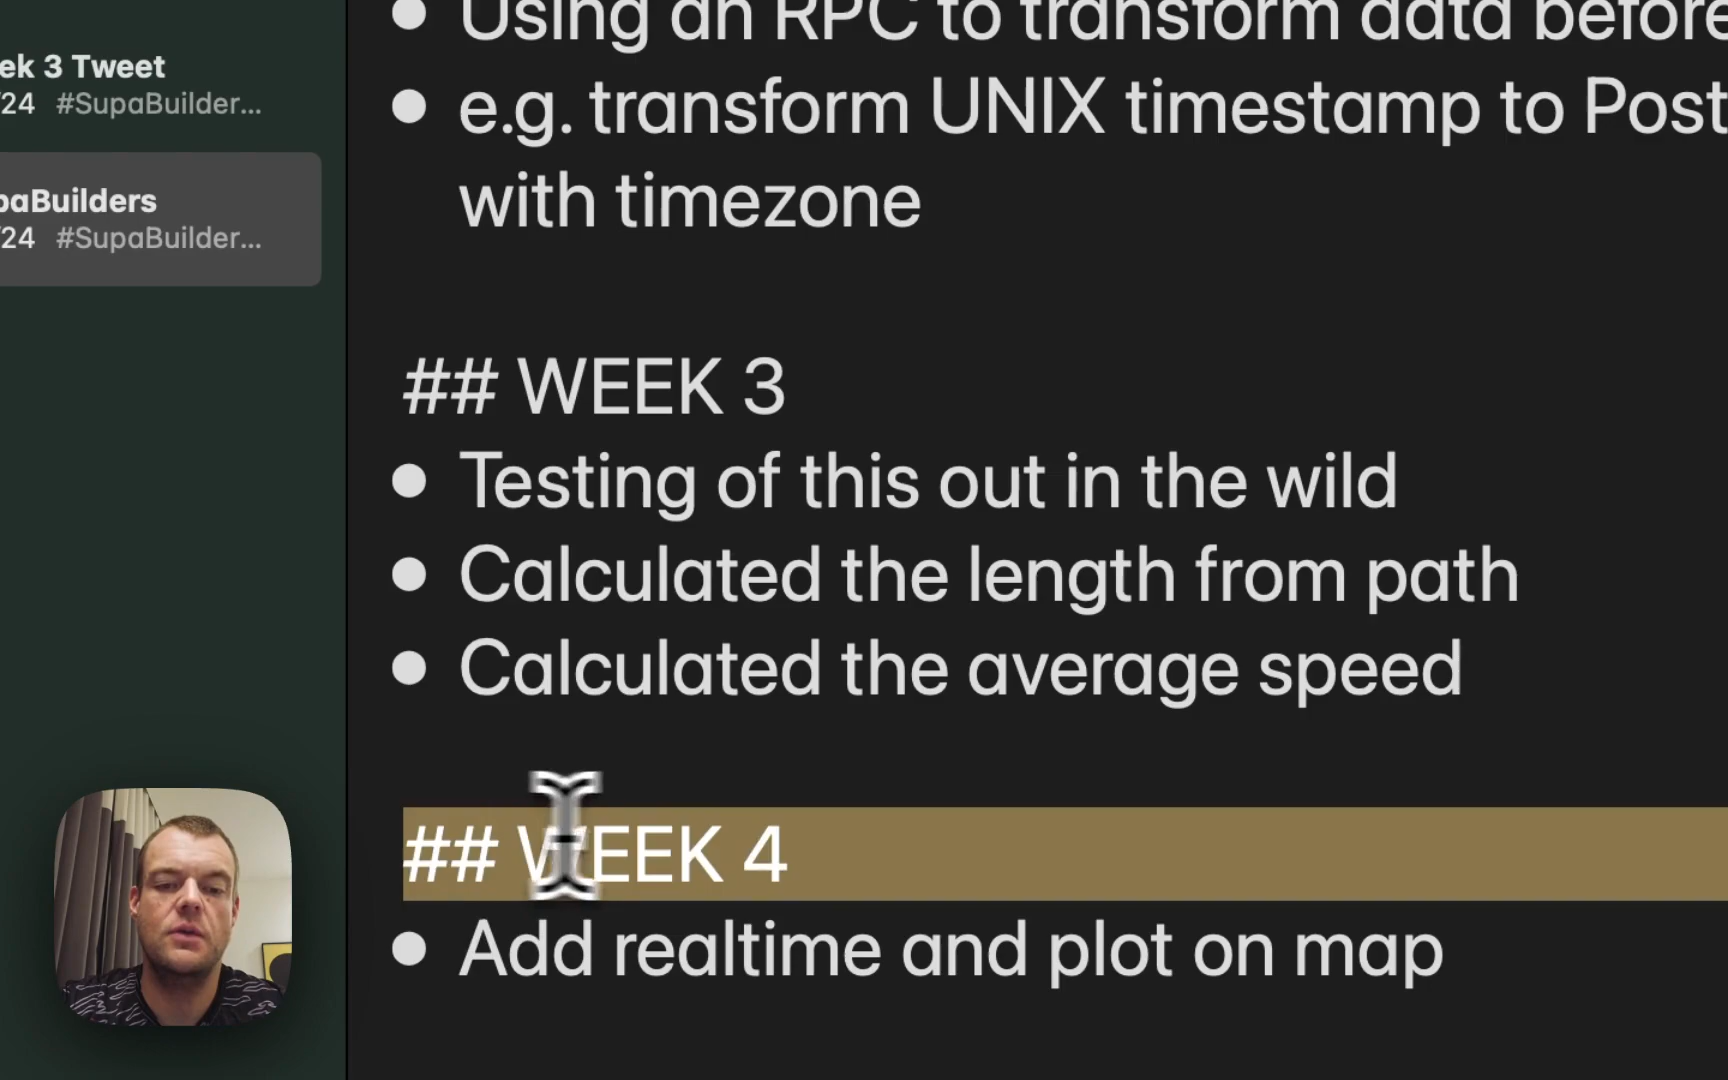 ek 3 Tweet
/24 #SupaBuilder...
paBuilders
/24 #SupaBuilder...
Using an RPC to transform data before
e.g. transform UNIX timestamp to Post
with timezone
## WEEK 3
Testing of this out in the wild
Calculated the length from path
Calculated the average speed
## WEEK 4
Add realtime and plot on map